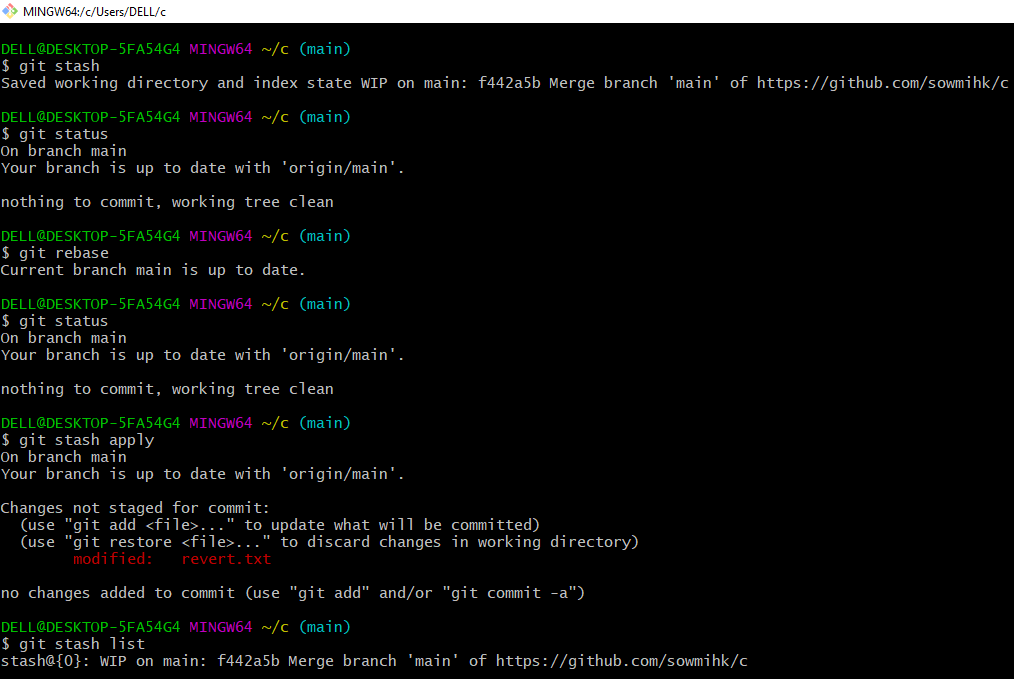 MINGW64:/c/Users/DELL/c
DELL@DESKTOP-5FA54G4 MINGW64 ~/c (main)
$ git stash
Saved working directory and index state WIP on main: f442a5b Merge branch 'main' of https://github.com/sowmihk/c
DELL@DESKTOP-5FA54G4 MINGW64 ~/c (main)
$ git status
On branch main
Your branch is up to date with 'origin/main'.
nothing to commit, working tree clean
DELL@DESKTOP-5FA54G4 MINGW64 ~/c (main)
$ git rebase
Current branch main is up to date.
DELL@DESKTOP-5FA54G4 MINGW64 ~/c (main)
$ git status
On branch main
Your branch is up to date with 'origin/main'.
nothing to commit, working tree clean
DELL@DESKTOP-5FA54G4 MINGW64 ~/c (main)
$ git stash apply
On branch main
Your branch is up to date with 'origin/main'.
Changes not staged for commit:
  (use "git add <file>..." to update what will be committed)
  (use "git restore <file>..." to discard changes in working directory)
        modified:   revert.txt
no changes added to commit (use "git add" and/or "git commit -a")
DELL@DESKTOP-5FA54G4 MINGW64 ~/c (main)
$ git stash list
stash@{0}: WIP on main: f442a5b Merge branch 'main' of https://github.com/sowmihk/c